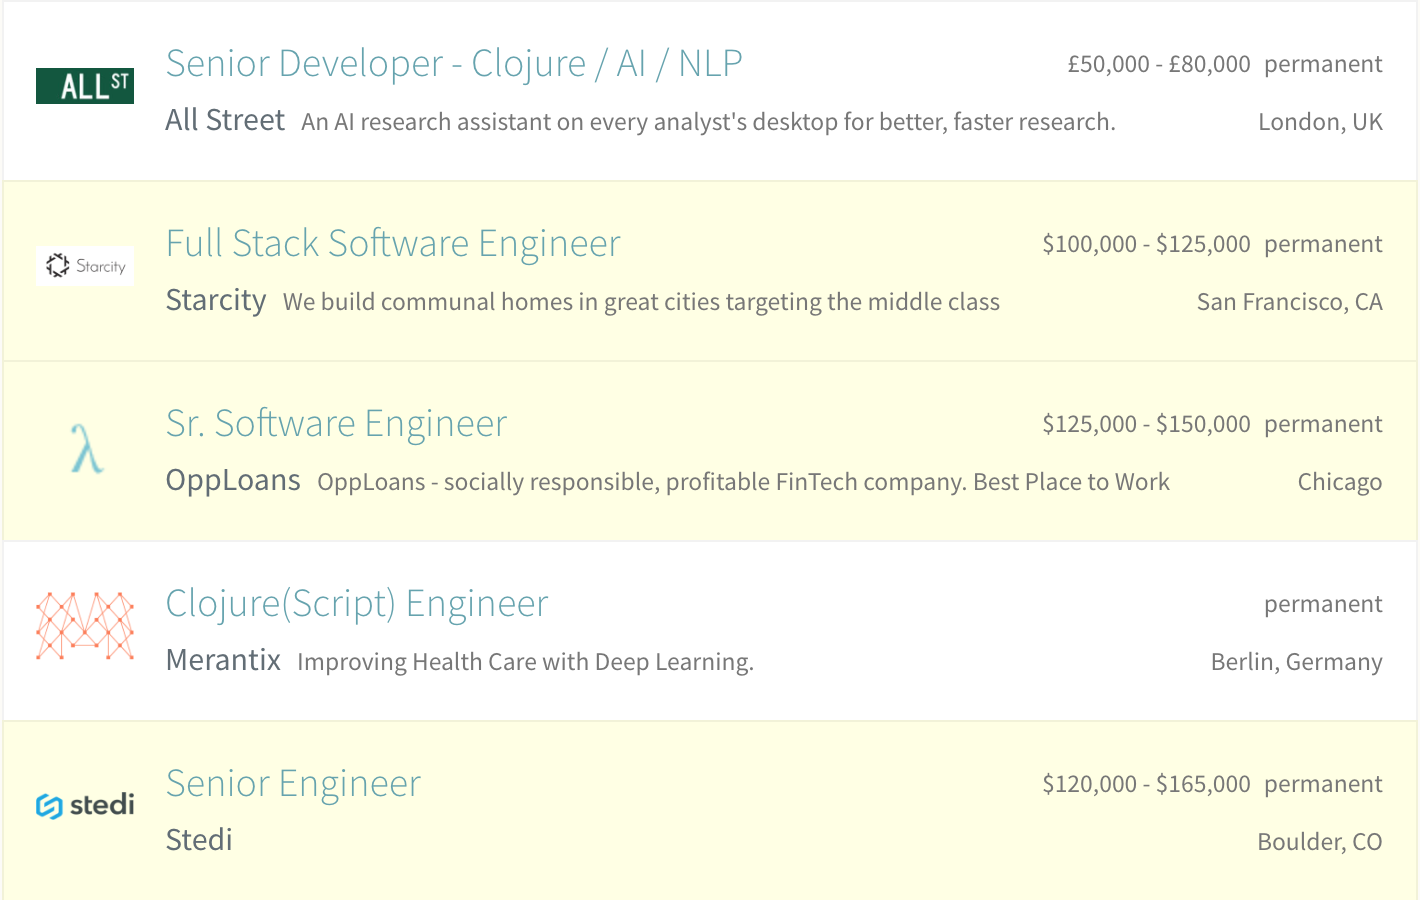 ALL ST
Senior Developer - Clojure / AI / NLP
£50,000 - £80,000 permanent
All Street An AI research assistant on every analyst's desktop for better, faster research.
London, UK
Starcity
Full Stack Software Engineer
$100,000 - $125,000 permanent
Starcity We build communal homes in great cities targeting the middle class
San Francisco, CA
λ
Sr. Software Engineer
$125,000 - $150,000 permanent
OppLoans OppLoans - socially responsible, profitable FinTech company. Best Place to Work
Chicago
Clojure(Script) Engineer
permanent
Merantix Improving Health Care with Deep Learning.
Berlin, Germany
stedi
Senior Engineer
$120,000 - $165,000 permanent
Stedi
Boulder, CO